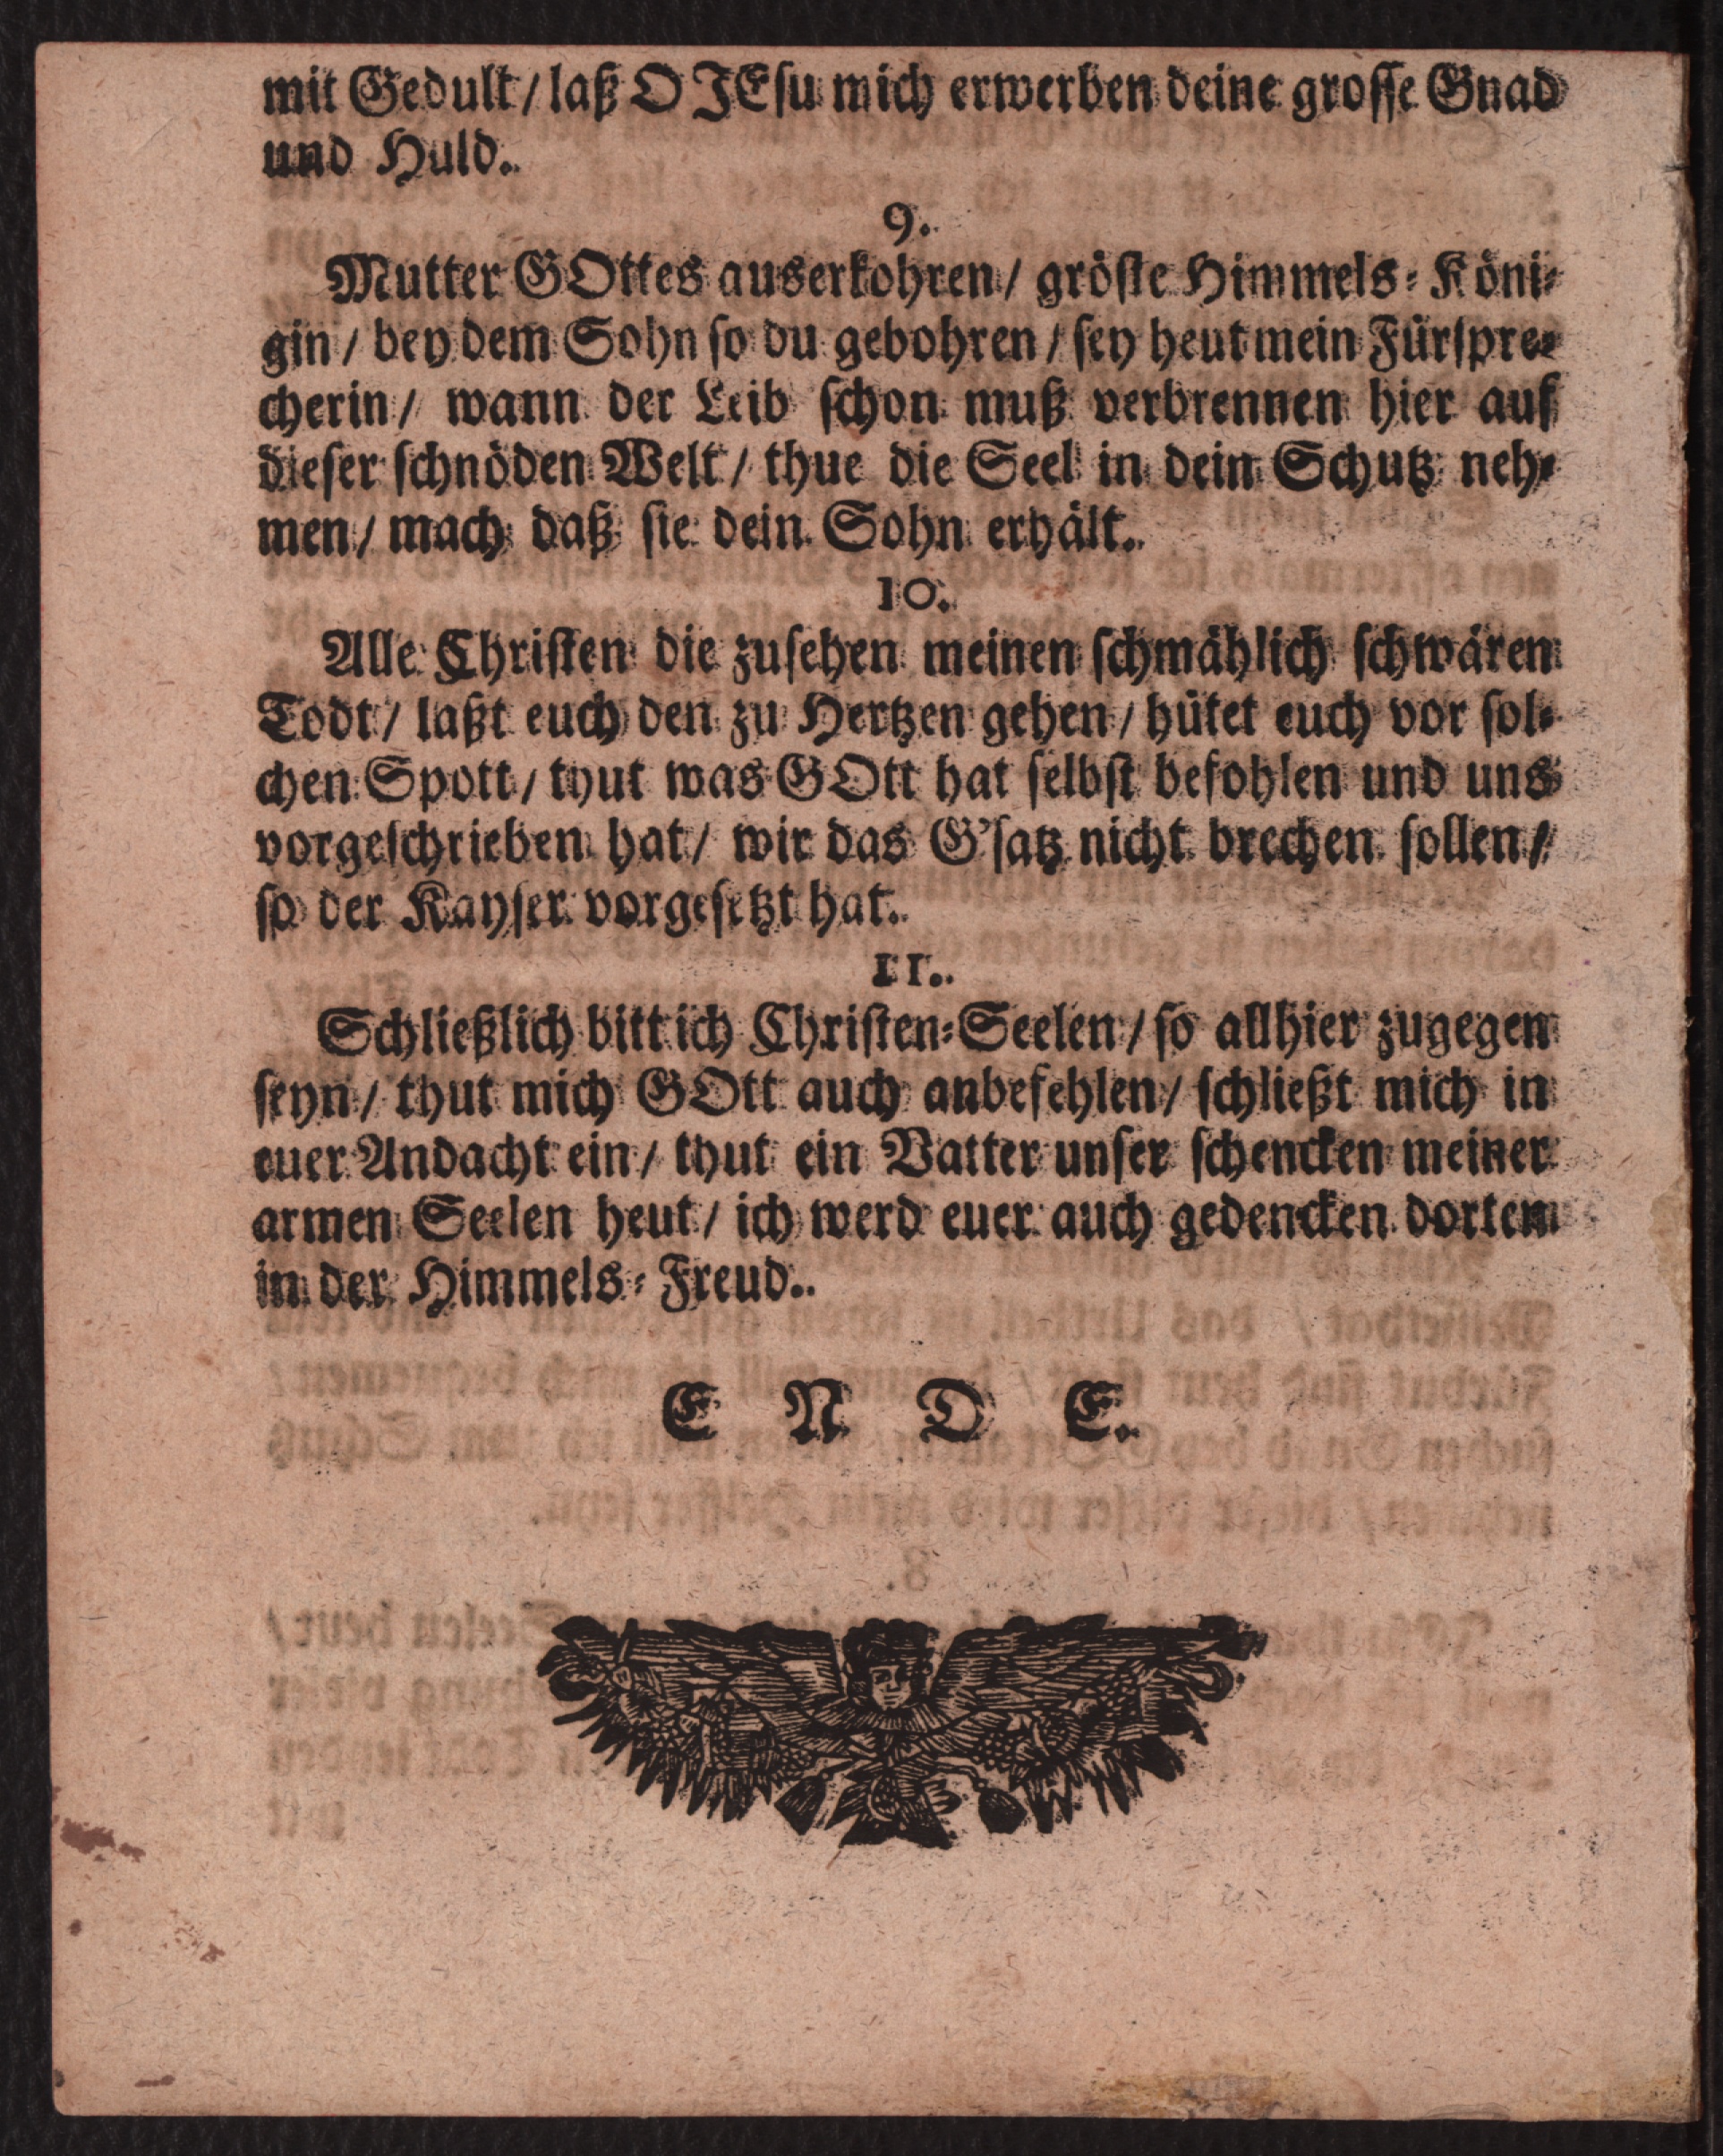 mit Gedult / laß O JEsu mich erwerben deine grosse Gnad
und Huld.
9.
Mutter GOttes auserkohren / gröste Himmels-Köni-
gin / bey dem Sohn so du gebohren / sey heut mein Fürspre-
cherin / wann der Leib schon muß verbrennen hier auf
dieser schnöden Welt / thue die Seel in dein Schutz neh-
men / mach daß sie dein Sohn erhält.
10.
Alle Christen die zusehen meinen schmählich schwären
Todt / laßt euch den zu Hertzen gehen / hütet euch vor sol-
chen Spott / thut was GOtt hat selbst befohlen und uns
vorgeschrieben hat / wir das G'satz nicht brechen sollen /
so der Kayser vorgesetzt hat.
11.
Schließlich bitt ich Christen-Seelen / so allhier zugegen
seyn / thut mich GOtt auch anbefehlen / schließt mich in
euer Andacht ein / thut ein Vatter unser schencken meiner
armen Seelen heut / ich werd euer auch gedencken dorten
in der Himmels-Freud.
E N D E.